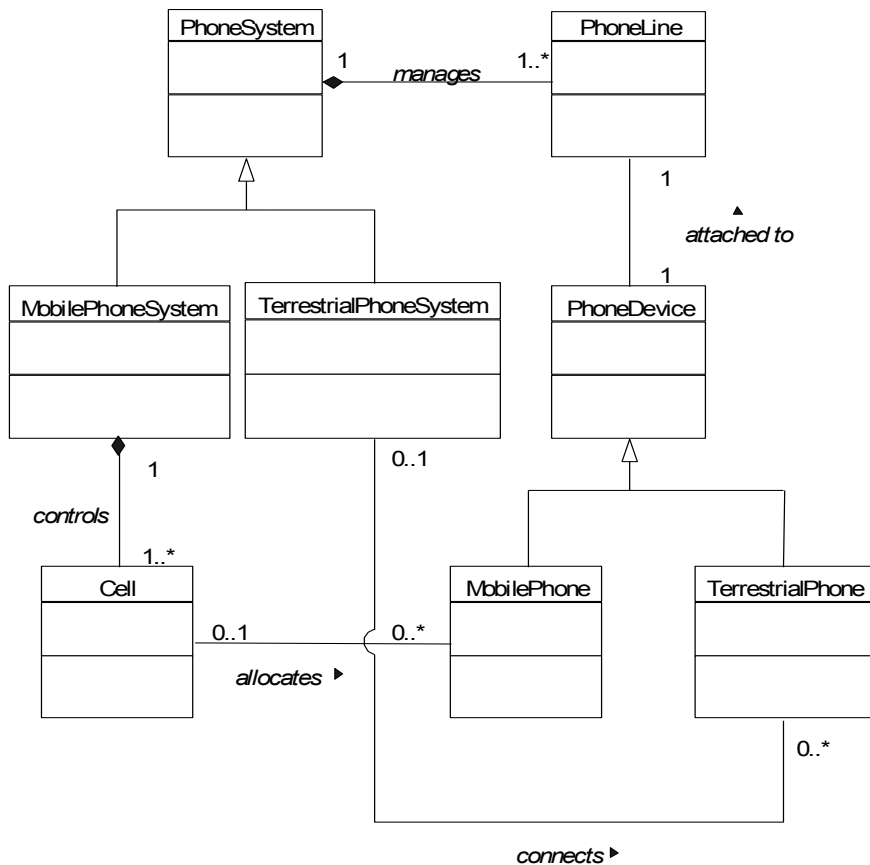 PhoneSystem
PhoneLine
1
manages
1..*
1
attached to
1
MobilePhoneSystem
TerrestrialPhoneSystem
PhoneDevice
1
0..1
controls
1..*
Cell
MobilePhone
TerrestrialPhone
0..1
0..*
allocates
0..*
connects